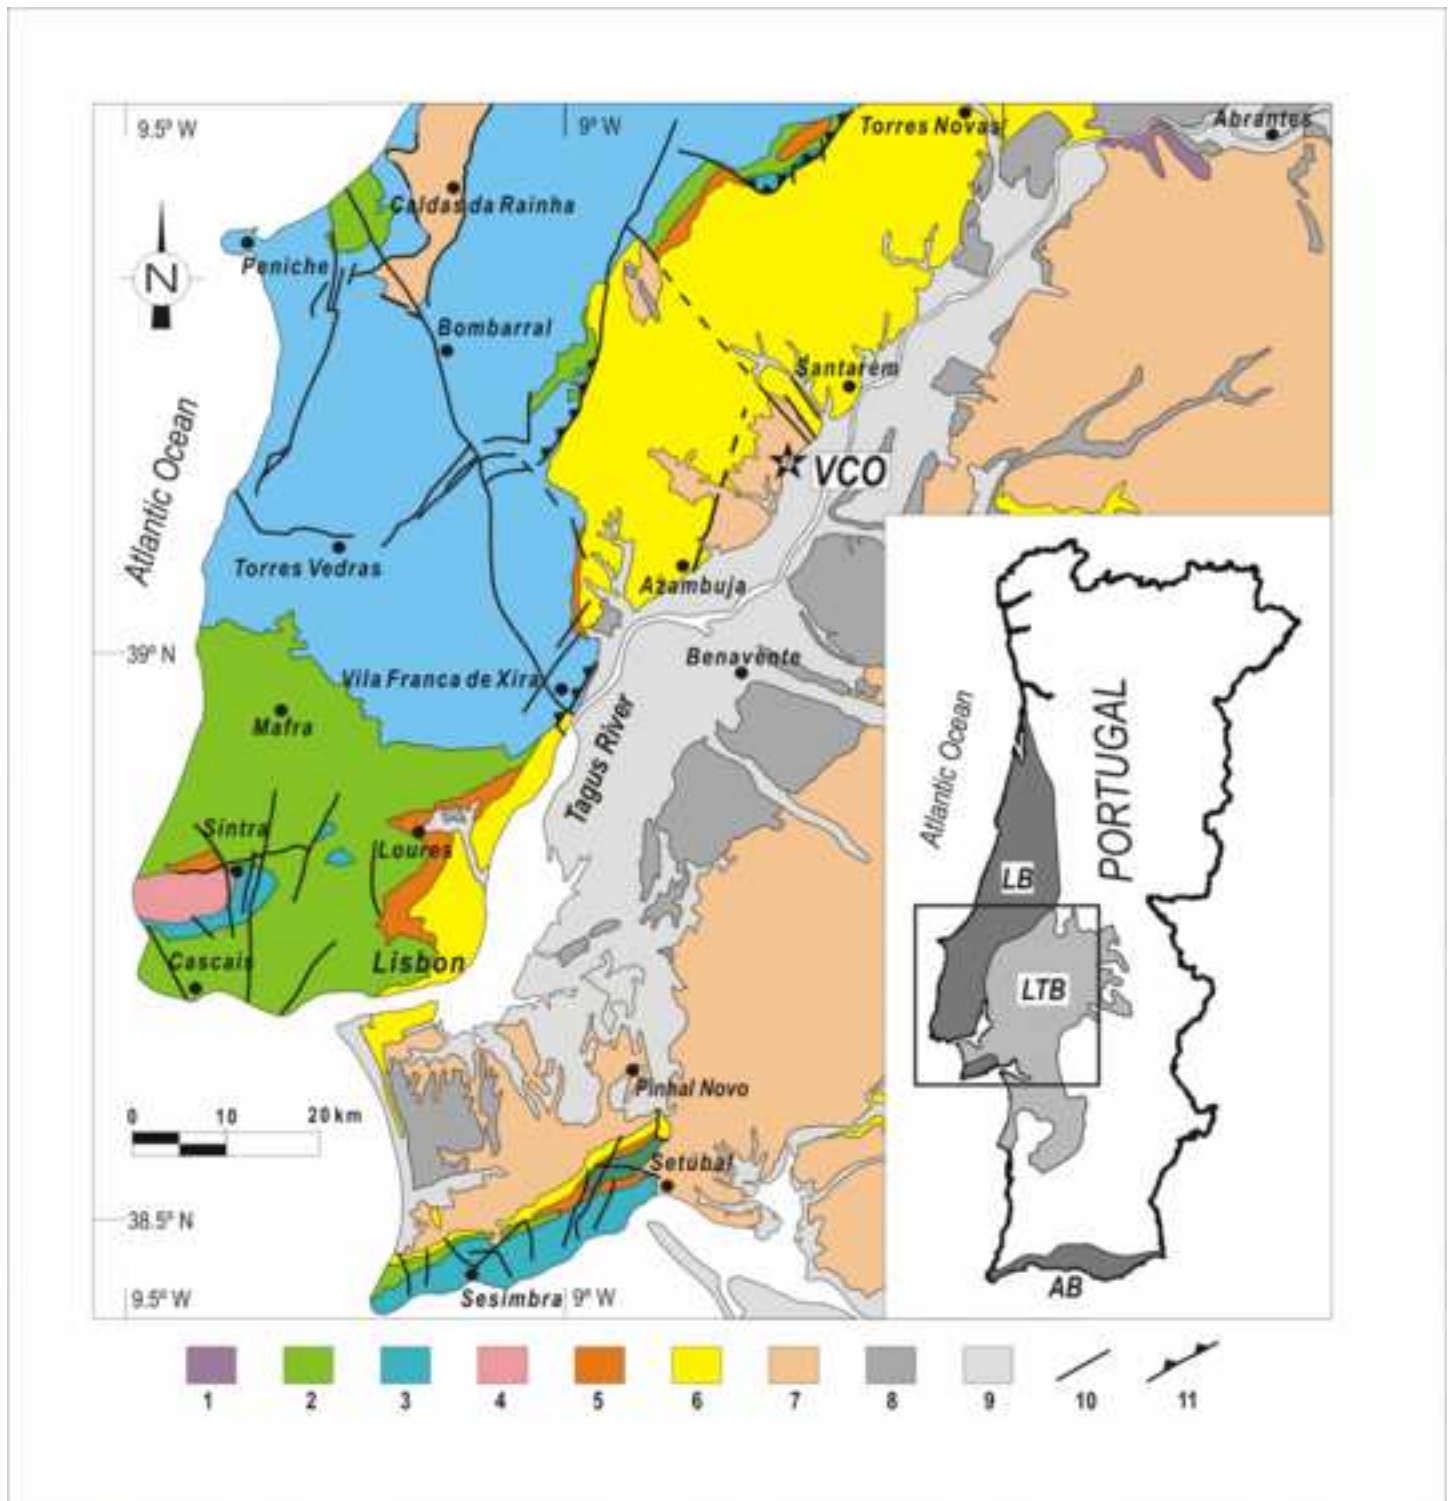 9.5º W
9º W
Torres Novas
Abrantes
Caldas da Rainha
Peniche
N
Bombarral
Santarém
Atlantic Ocean
VCO
Torres Vedras
Azambuja
39º N
Benavente
Vila Franca de Xira
Mafra
Tagus River
Sintra
Loures
Cascais
Lisbon
Pinhal Novo
0 10 20 km
Setúbal
38.5º N
9.5º W
Sesimbra
9º W
Atlantic Ocean
PORTUGAL
LB
LTB
AB
1 2 3 4 5 6 7 8 9 10 11